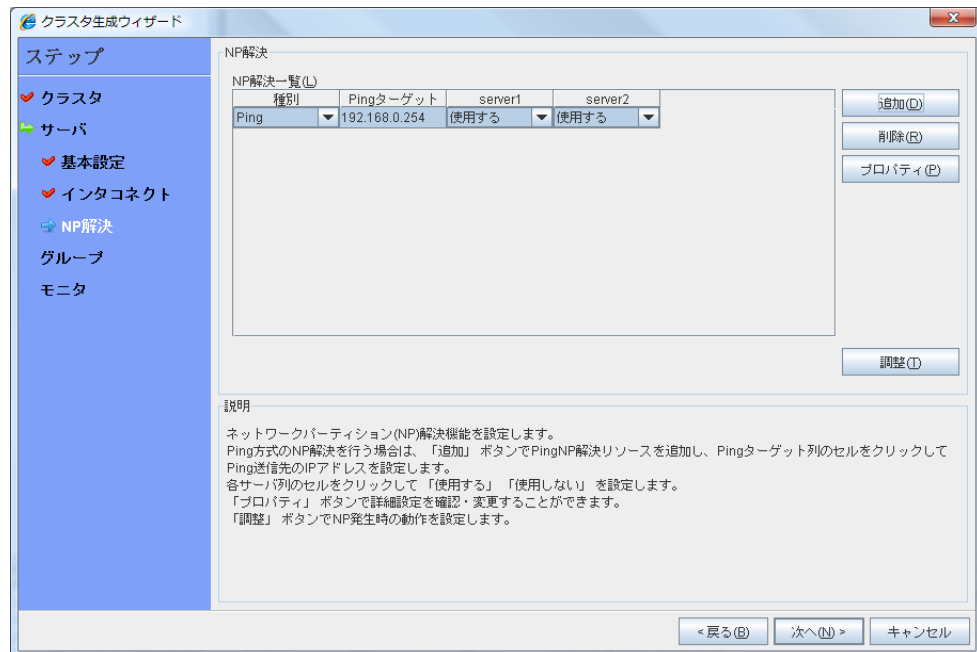 クラスタ生成ウィザード
ステップ
クラスタ
サーバ
基本設定
インタコネクト
NP解決
グループ
モニタ
NP解決
NP解決一覧(L)
種別 Pingターゲット server1 server2
Ping 192.168.0.254 使用する 使用する
追加(D)
削除(R)
プロパティ(P)
調整(T)
説明
ネットワークパーティション(NP)解決機能を設定します。
Ping方式のNP解決を行う場合は、「追加」 ボタンでPingNP解決リソースを追加し、Pingターゲット列のセルをクリックして
Ping送信先のIPアドレスを設定します。
各サーバ列のセルをクリックして 「使用する」 「使用しない」 を設定します。
「プロパティ」 ボタンで詳細設定を確認・変更することができます。
「調整」 ボタンでNP発生時の動作を設定します。
«戻る(B) 次へ(N)» キャンセル